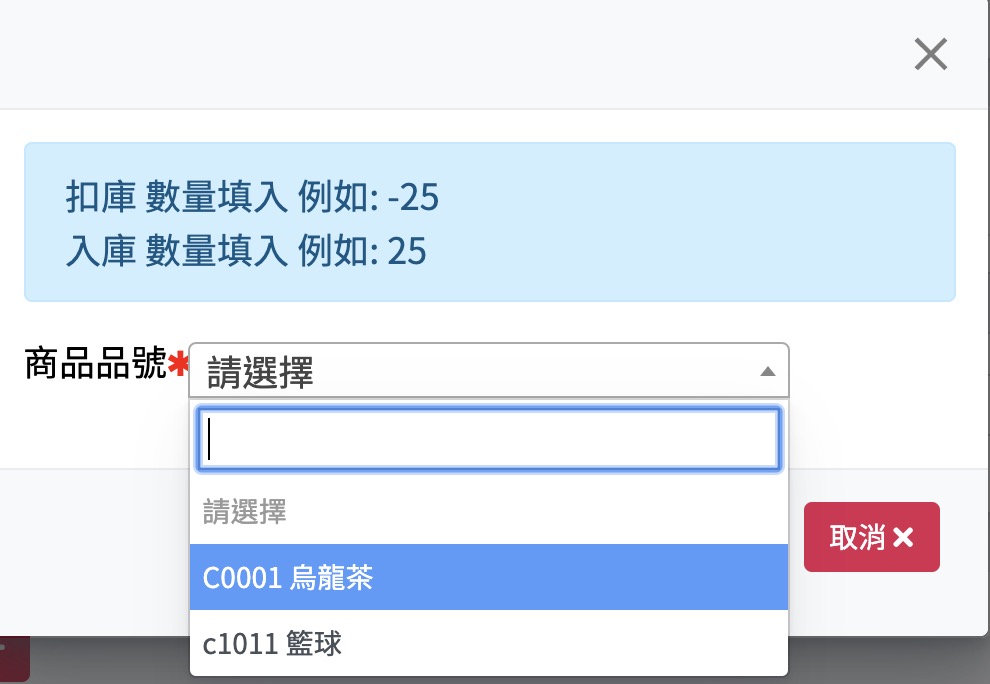 扣庫 數量填入 例如: -25
入庫 數量填入 例如: 25
商品品號✱ 請選擇
請選擇
C0001 烏龍茶
取消 ×
c1011 籃球